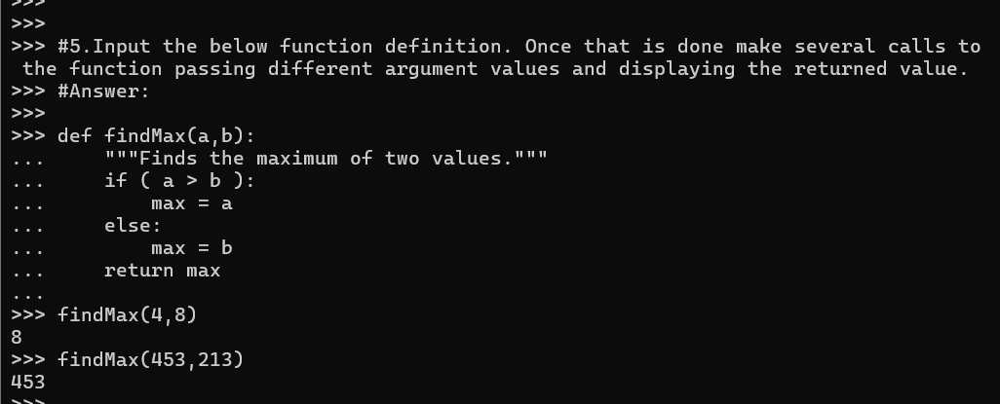 >>>
>>>
>>> #5.Input the below function definition. Once that is done make several calls to
 the function passing different argument values and displaying the returned value.
>>> #Answer:
>>>
>>> def findMax(a,b):
...     """Finds the maximum of two values."""
...     if ( a > b ):
...         max = a
...     else:
...         max = b
...     return max
...
>>> findMax(4,8)
8
>>> findMax(453,213)
453
>>>